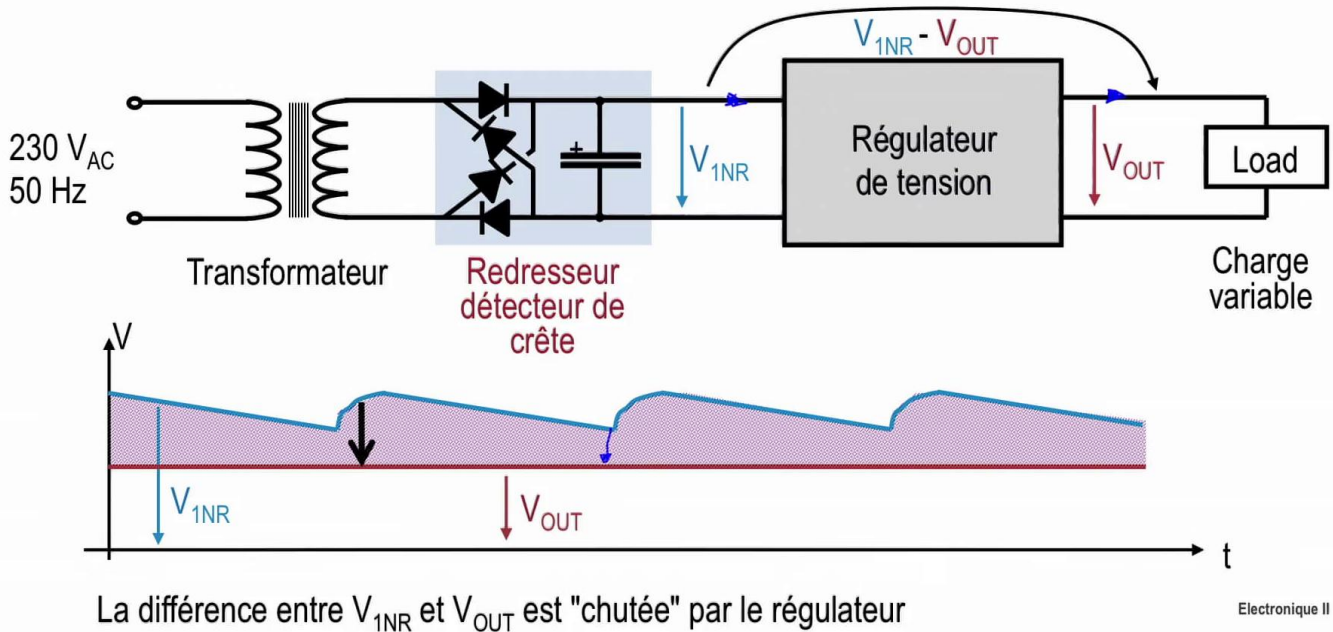 V1NR - VOUT
230 VAC
50 Hz
+
V1NR
Régulateur
de tension
VOUT
Load
Transformateur
Redresseur
détecteur de
crête
Charge
variable
V
V1NR
VOUT
t
La différence entre V1NR et VOUT est "chutée" par le régulateur
Electronique II